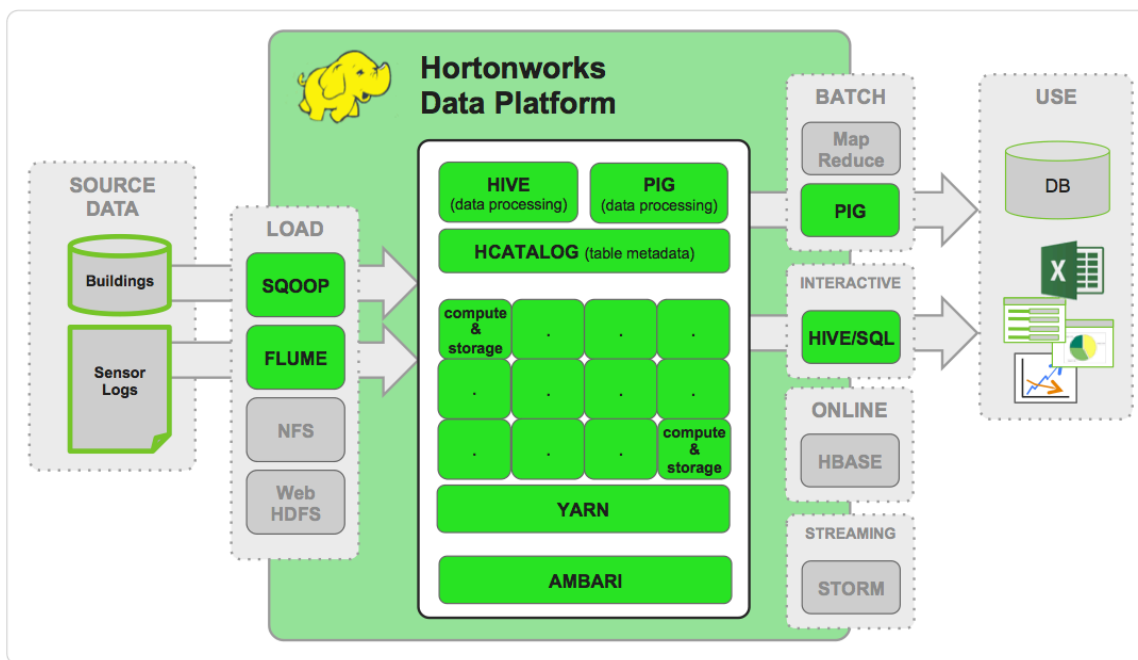 Hortonworks
Data Platform
SOURCE
DATA
Buildings
Sensor
Logs
LOAD
SQOOP
FLUME
NFS
Web
HDFS
HIVE
(data processing)
PIG
(data processing)
HCATALOG (table metadata)
compute
&
storage
. . .
. . . .
. . .
compute
&
storage
YARN
AMBARI
BATCH
Map
Reduce
PIG
INTERACTIVE
HIVE/SQL
ONLINE
HBASE
STREAMING
STORM
USE
DB
X